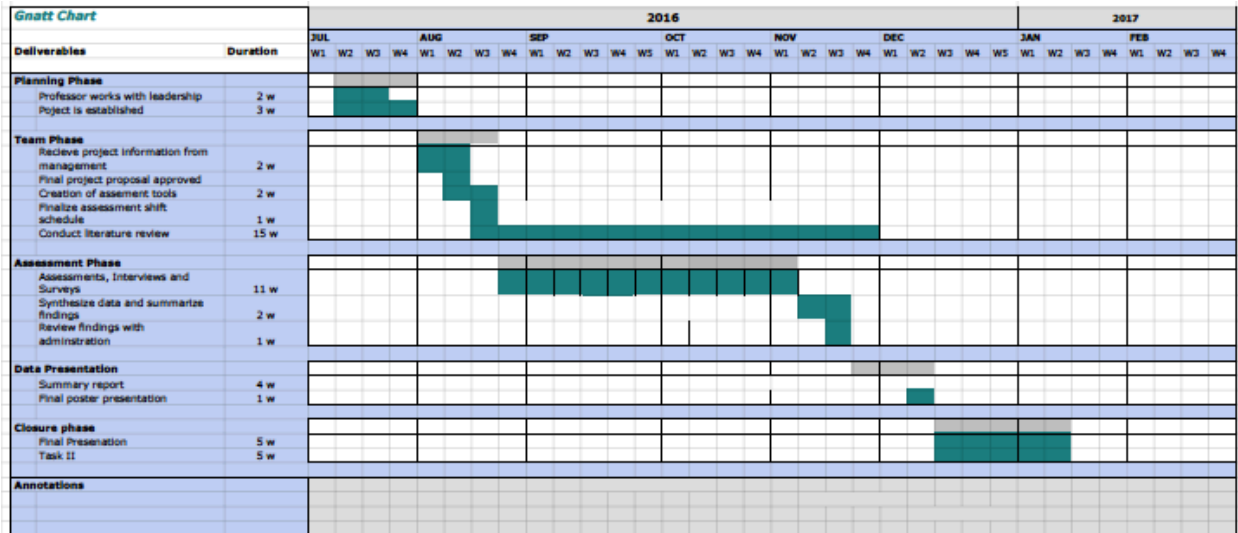 Gnatt Chart 2016 2017
JUL AUG SEP OCT NOV DEC JAN FEB
Deliverables Duration W1 W2 W3 W4 W1 W2 W3 W4 W1 W2 W3 W4 W5 W1 W2 W3 W4 W1 W2 W3 W4 W1 W2 W3 W4 W5 W1 W2 W3 W4 W1 W2 W3 W4
Planning Phase
Professor works with leadership 2 w
Poject is established 3 w
Team Phase
Recieve project information from
management 2 w
Final project proposal approved
Creation of assement tools 2 w
Finalize assessment shift
schedule 1 w
Conduct literature review 15 w
Assessment Phase
Assessments, Interviews and
Surveys 11 w
Synthesize data and summarize
findings 2 w
Review findings with
adminstration 1 w
Data Presentation
Summary report 4 w
Final poster presentation 1 w
Closure phase
Final Presenation 5 w
Task II 5 w
Annotations